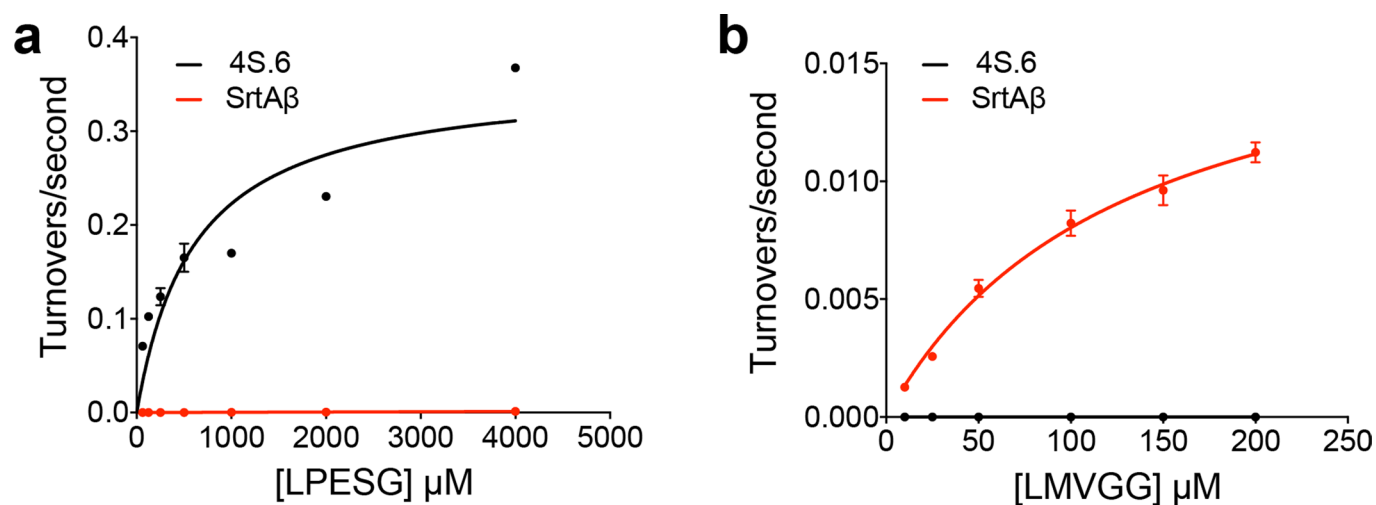 a
0.4
0.3
0.2
0.1
0.0
Turnovers/second
4S.6
SrtAβ
0
1000
2000
3000
4000
5000
[LPESG] µM
b
0.015
0.010
0.005
0.000
Turnovers/second
4S.6
SrtAβ
0
50
100
150
200
250
[LMVGG] µM